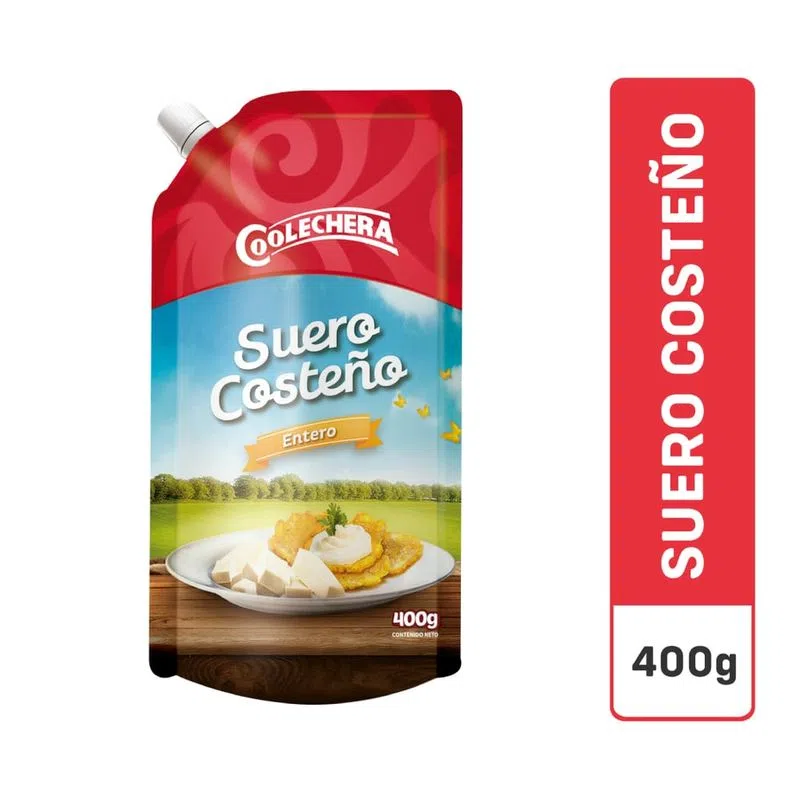 COOLECHERA
Suero
Costeño
Entero
400g
CONTENIDO NETO
SUERO COSTEÑO
400g